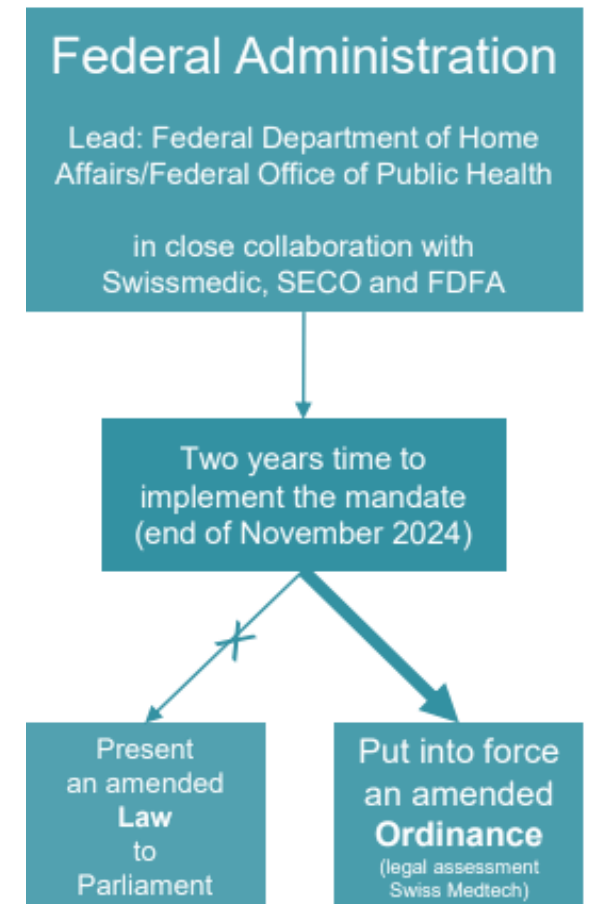 Federal Administration
Lead: Federal Department of Home
Affairs/Federal Office of Public Health
in close collaboration with
Swissmedic, SECO and FDFA
Two years time to
implement the mandate
(end of November 2024)
Present
an amended
Law
to
Parliament
Put into force
an amended
Ordinance
(legal assessment
Swiss Medtech)